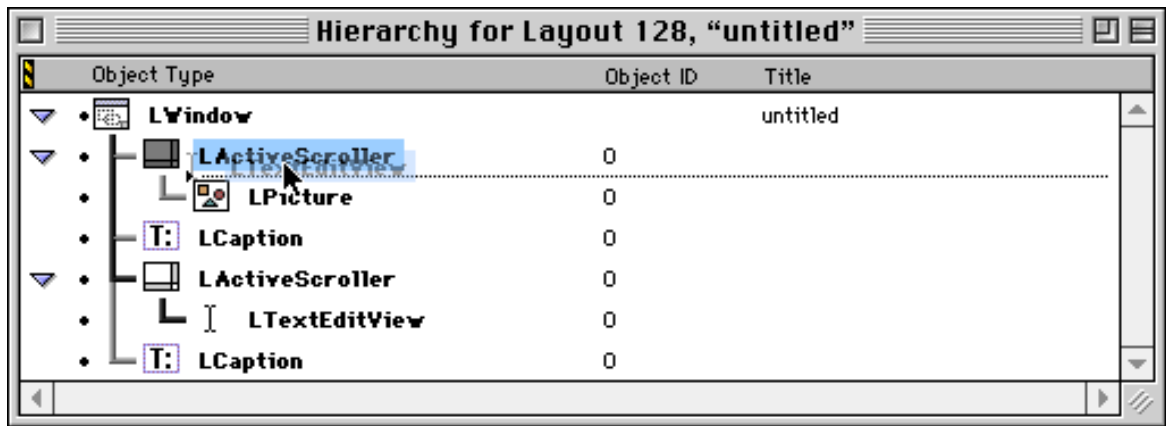 Hierarchy for Layout 128, “untitled”
Object Type Object ID Title
LWindow untitled
LActiveScroller 0
LTextEditView
LPicture 0
T: LCaption 0
LActiveScroller 0
LTextEditView 0
T: LCaption 0